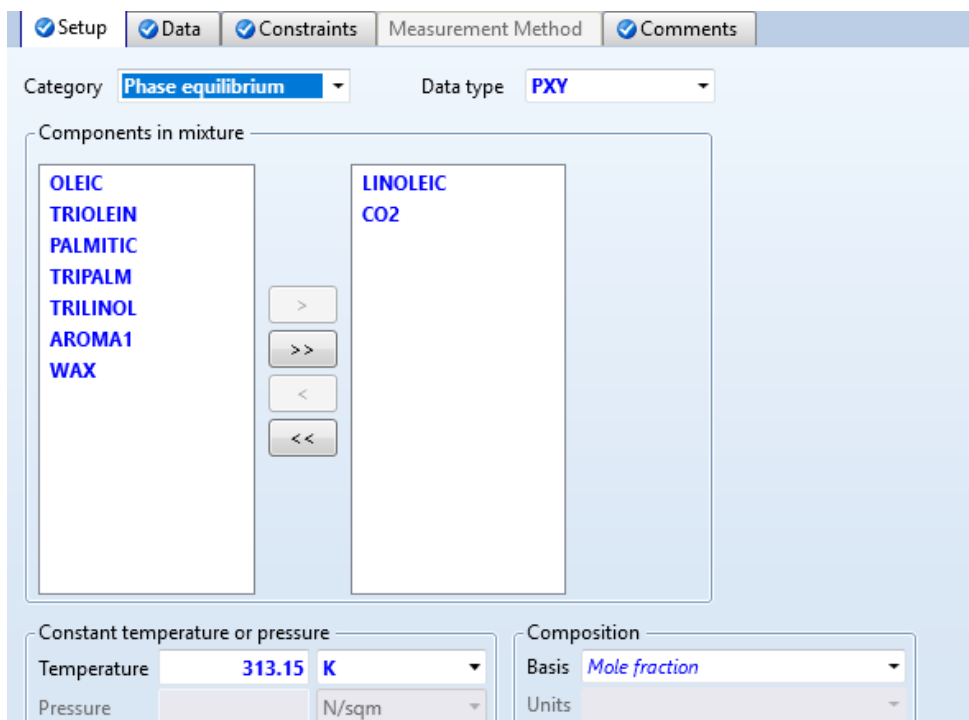 Setup Data Constraints Measurement Method Comments
Category Phase equilibrium Data type PXY
Components in mixture
OLEIC LINOLEIC
TRIOLEIN CO2
PALMITIC
TRIPALM
TRILINOL
AROMA1
WAX
>
>>
<
<<
Constant temperature or pressure Composition
Temperature 313.15 K Basis Mole fraction
Pressure N/sqm Units